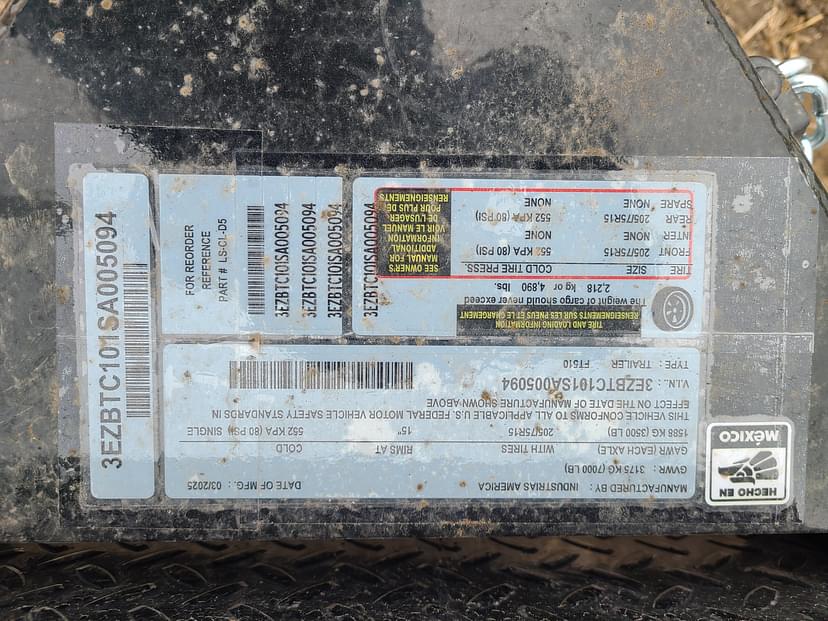 MANUFACTURED BY : INDUSTRIAS AMERICA DATE OF MFG. : 03/2025
GVWR : 3175 KG (7000 LB)
GAWR (EACH AXLE) WITH TIRES RIMS AT COLD
1588 KG (3500 LB) 205/75R15 15" 552 KPA (80 PSI) SINGLE
THIS VEHICLE CONFORMS TO ALL APPLICABLE U.S. FEDERAL MOTOR VEHICLE SAFETY STANDARDS IN
EFFECT ON THE DATE OF MANUFACTURE SHOWN ABOVE
V.I.N.: 3EZBTC101SA005094
TYPE : TRAILER FT510
HECHO EN
MÉXICO
TIRE AND LOADING INFORMATION
RENSEIGNEMENTS SUR LES PNEUS ET LE CHARGEMENT
The weight of cargo should never exceed
2,218 kg or 4,890 lbs.
TIRE SIZE COLD TIRE PRESS.
FRONT 205/75R15 552 KPA (80 PSI)
INTER NONE NONE
REAR 205/75R15 552 KPA (80 PSI)
SPARE NONE NONE
SEE OWNER'S
MANUAL FOR
ADDITIONAL
INFORMATION
VOIR LE MANUEL
DE L'USAGER
POUR PLUS DE
RENSEIGNEMENTS
3EZBTC101SA005094
FOR REORDER
REFERENCE
PART # LS-CL-D5
3EZBTC101SA005094
3EZBTC101SA005094
3EZBTC101SA005094
3EZBTC101SA005094